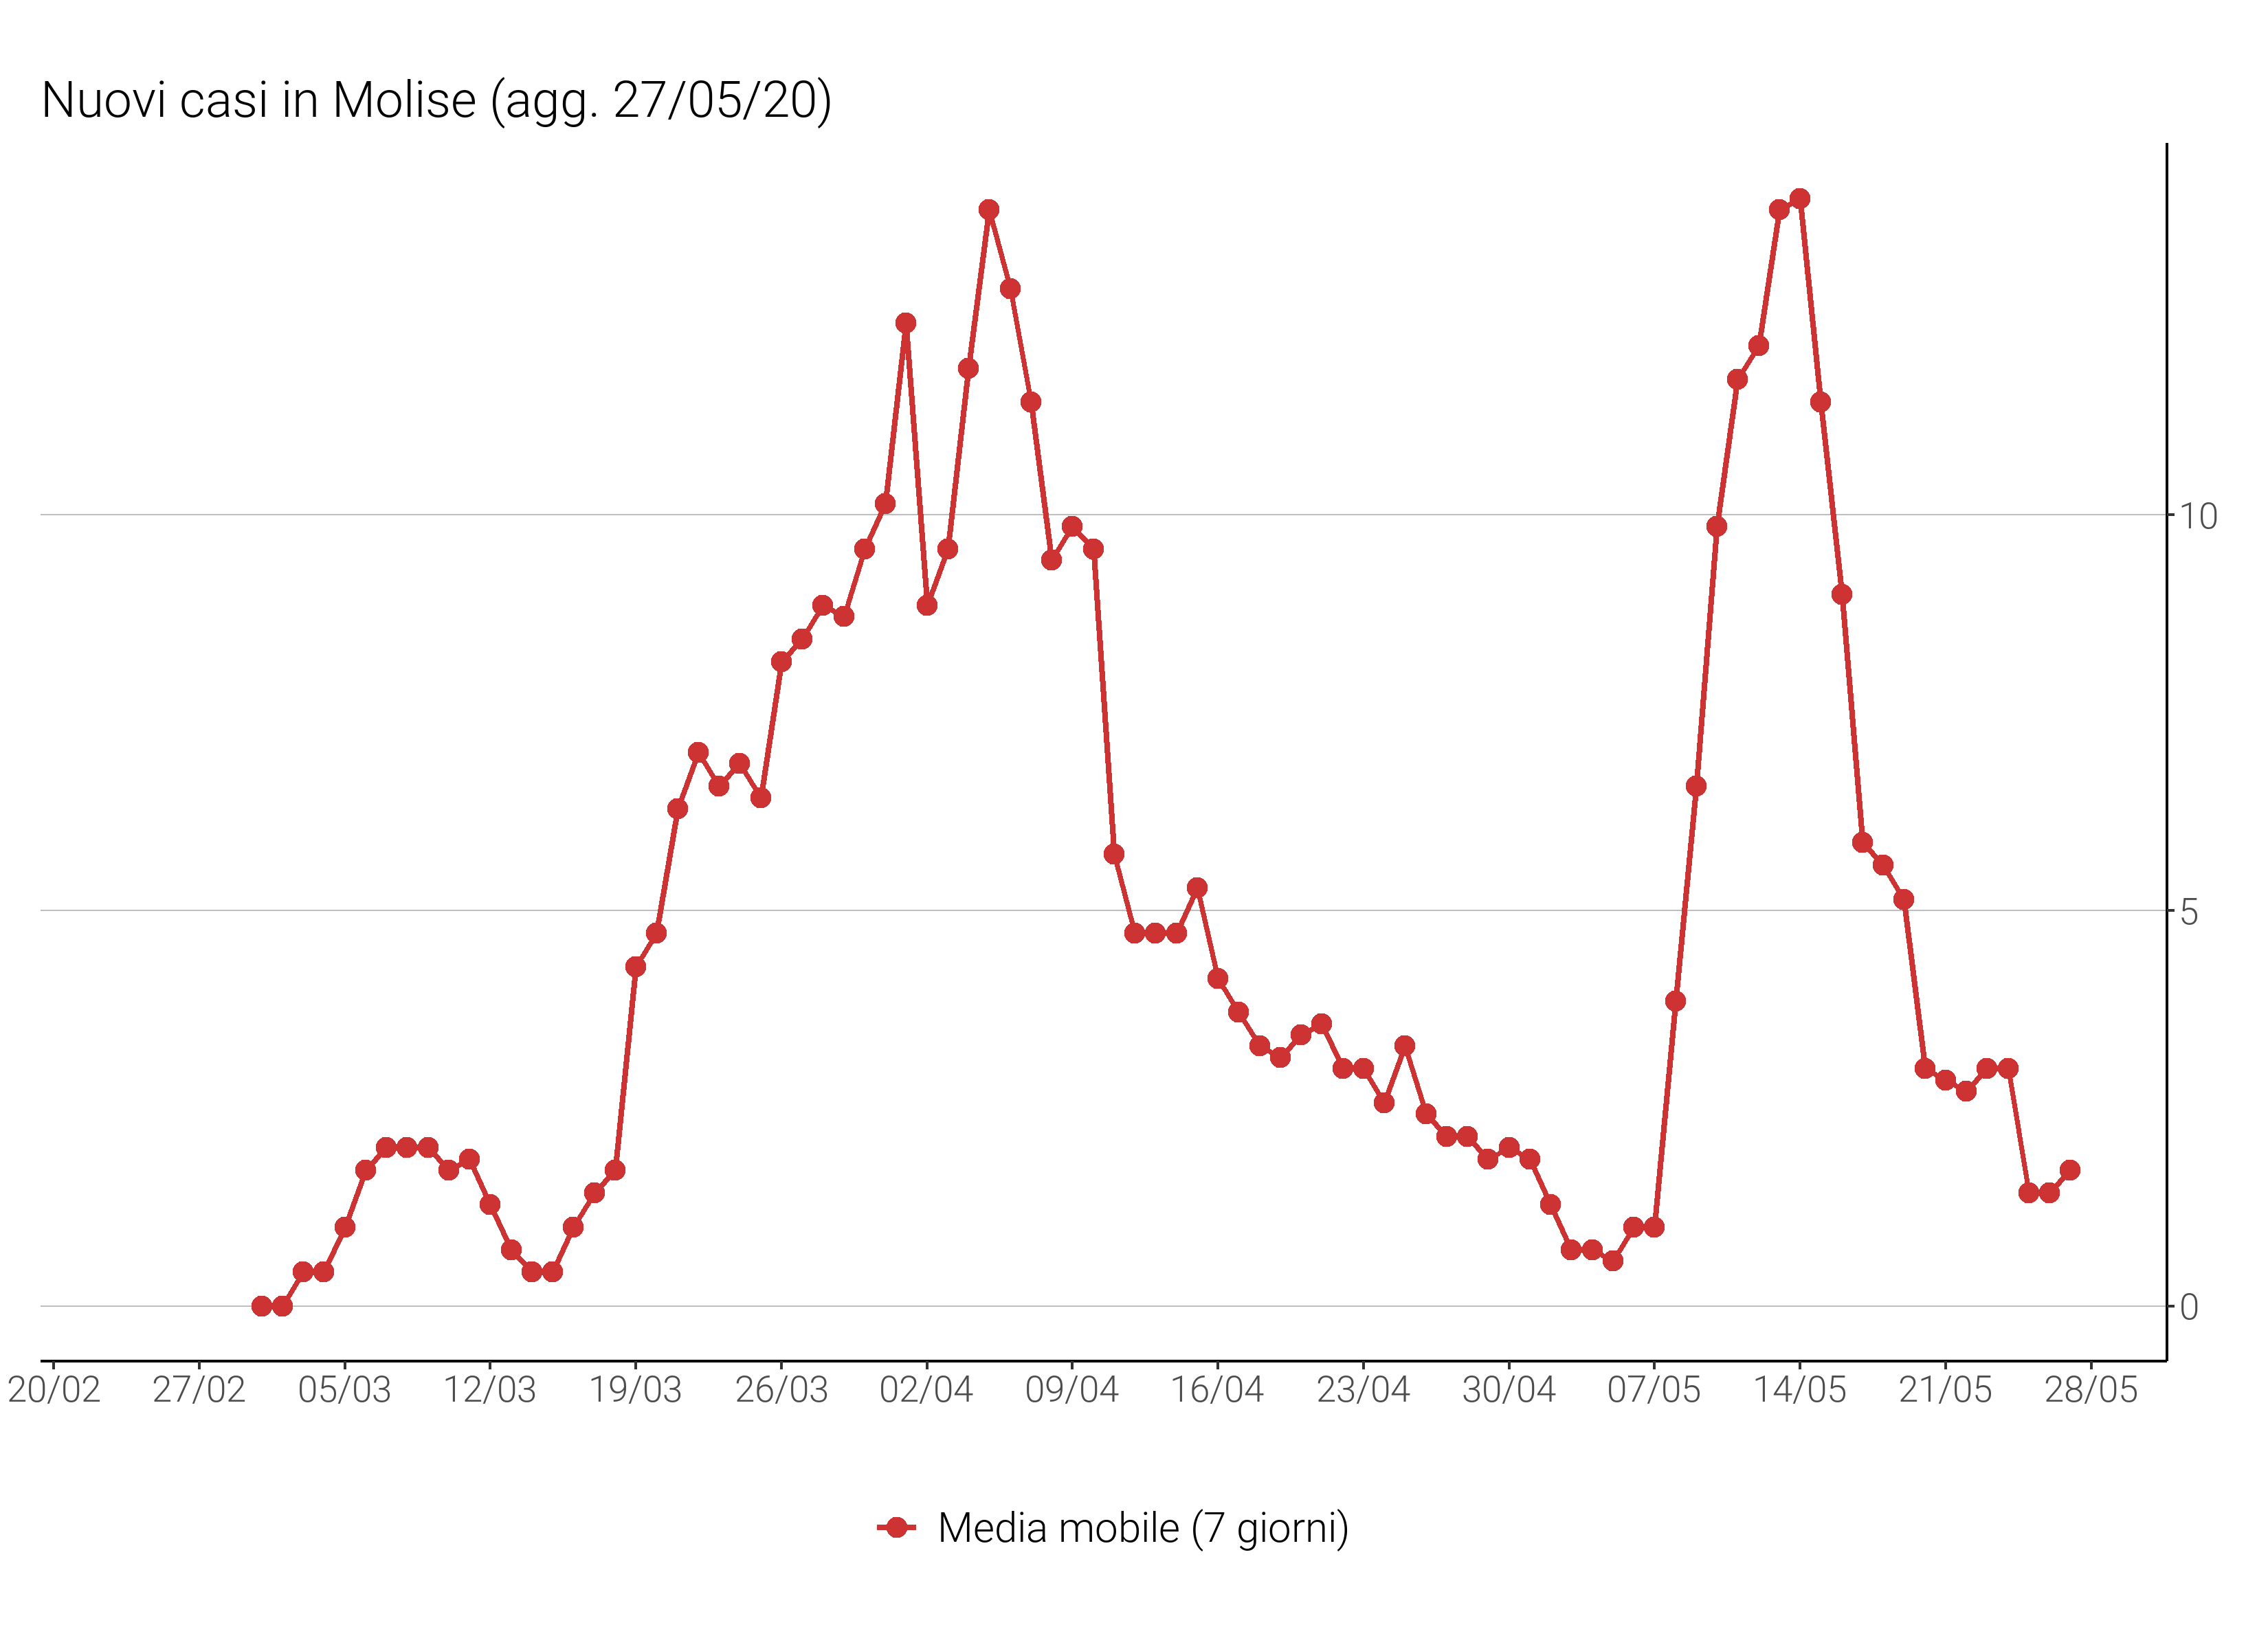 Nuovi casi in Molise (agg. 27/05/20)
10
5
0
20/02 27/02 05/03 12/03 19/03 26/03 02/04 09/04 16/04 23/04 30/04 07/05 14/05 21/05 28/05
Media mobile (7 giorni)